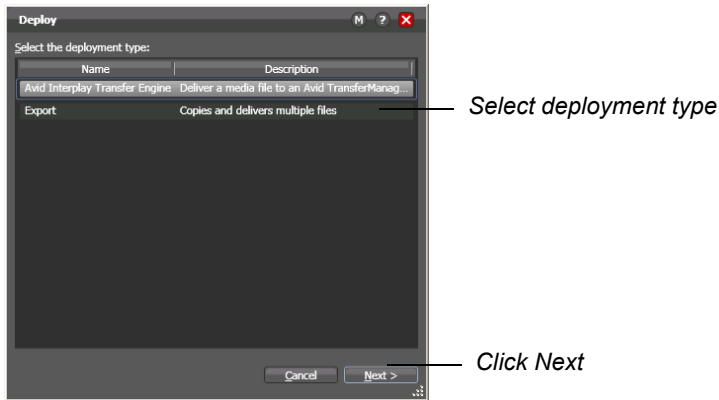 Deploy M ? X
Select the deployment type:
Name Description
Avid Interplay Transfer Engine Deliver a media file to an Avid TransferManag...
Export Copies and delivers multiple files
Select deployment type
Cancel Next >
Click Next